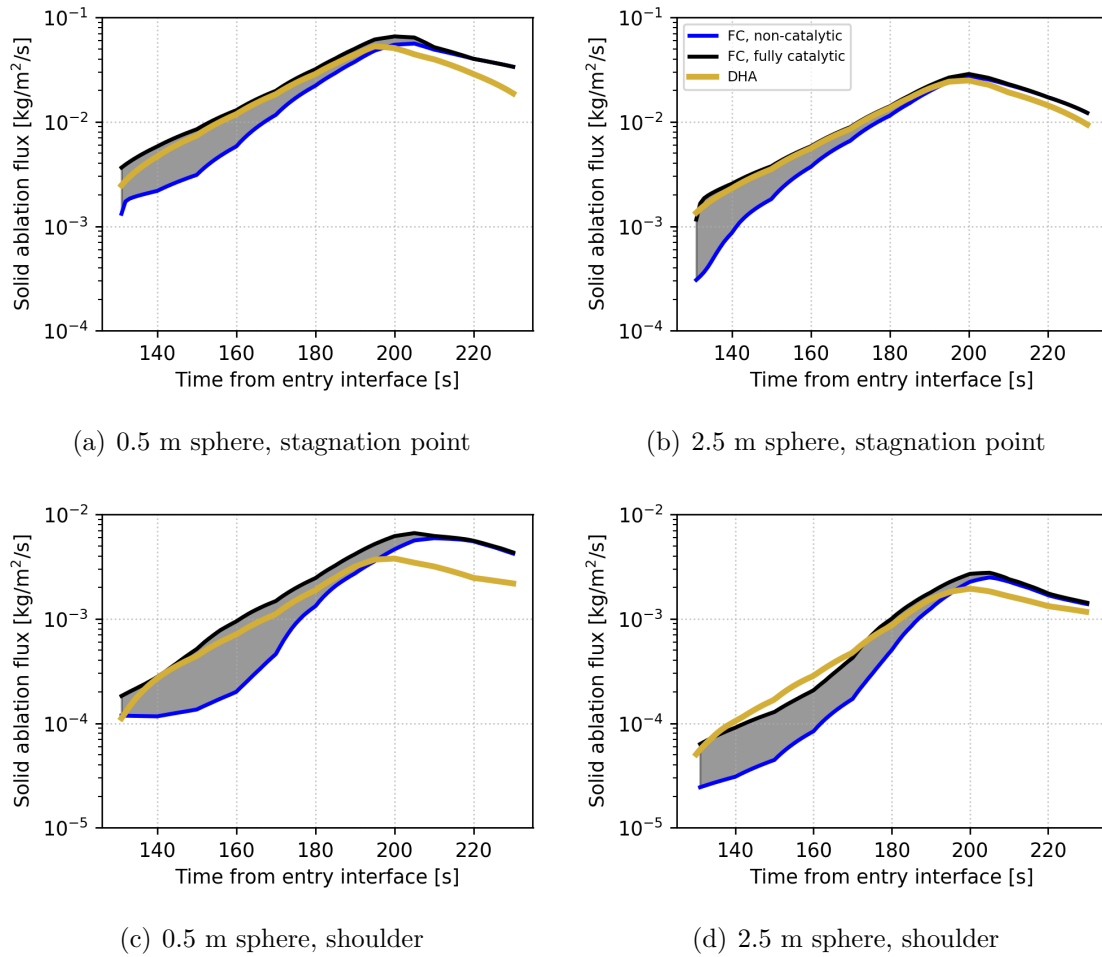 10⁻¹
10⁻²
10⁻³
10⁻⁴
Solid ablation flux [kg/m²/s]
140 160 180 200 220
Time from entry interface [s]
(a) 0.5 m sphere, stagnation point
10⁻¹
10⁻²
10⁻³
10⁻⁴
Solid ablation flux [kg/m²/s]
FC, non-catalytic
FC, fully catalytic
DHA
140 160 180 200 220
Time from entry interface [s]
(b) 2.5 m sphere, stagnation point
10⁻²
10⁻³
10⁻⁴
10⁻⁵
Solid ablation flux [kg/m²/s]
140 160 180 200 220
Time from entry interface [s]
(c) 0.5 m sphere, shoulder
10⁻²
10⁻³
10⁻⁴
10⁻⁵
Solid ablation flux [kg/m²/s]
140 160 180 200 220
Time from entry interface [s]
(d) 2.5 m sphere, shoulder